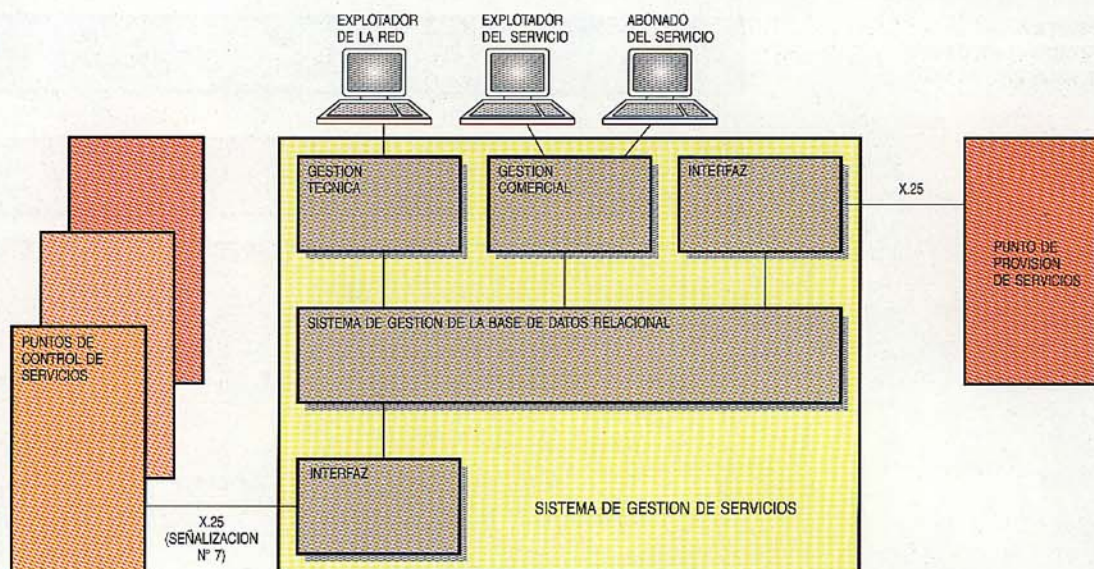 EXPLOTADOR
DE LA RED
EXPLOTADOR
DEL SERVICIO
ABONADO
DEL SERVICIO
GESTION
TECNICA
GESTION
COMERCIAL
INTERFAZ
X.25
PUNTO DE
PROVISION
DE SERVICIOS
SISTEMA DE GESTION DE LA BASE DE DATOS RELACIONAL
PUNTOS DE
CONTROL DE
SERVICIOS
INTERFAZ
SISTEMA DE GESTION DE SERVICIOS
X.25
(SEÑALIZACION
Nº 7)